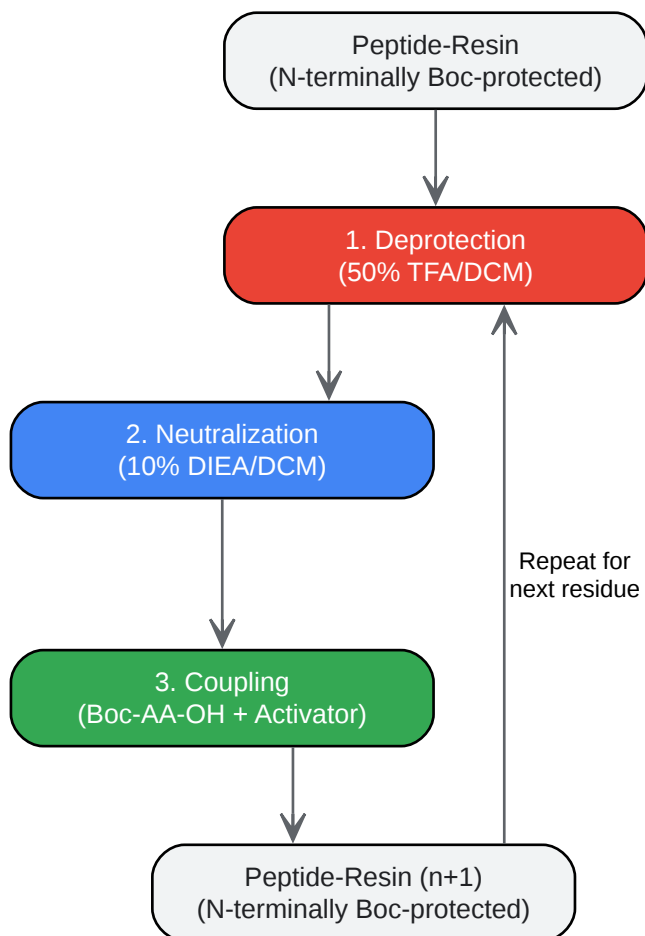 Peptide-Resin
(N-terminally Boc-protected)
1. Deprotection
(50% TFA/DCM)
2. Neutralization
(10% DIEA/DCM)
Repeat for
next residue
3. Coupling
(Boc-AA-OH + Activator)
Peptide-Resin (n+1)
(N-terminally Boc-protected)